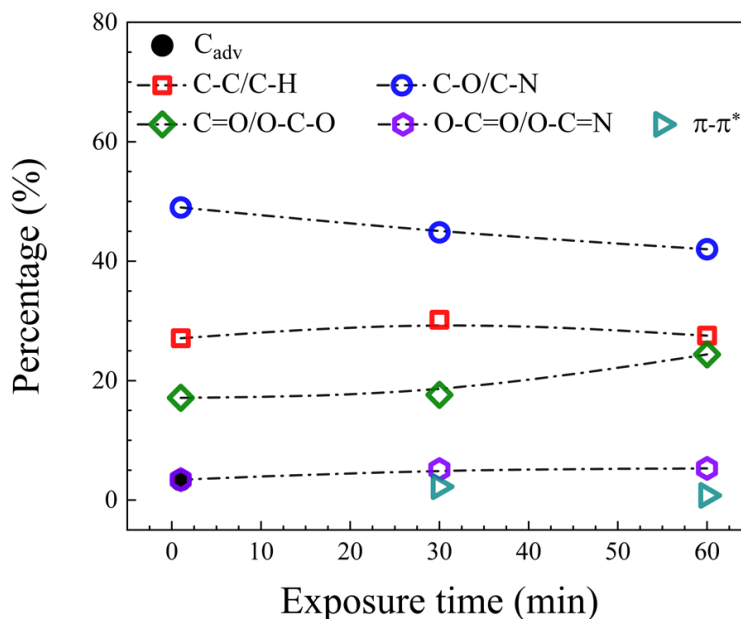 80
C_adv
C-C/C-H
C-O/C-N
C=O/O-C-O
O-C=O/O-C=N
π-π*
60
40
20
0
Percentage (%)
0 10 20 30 40 50 60
Exposure time (min)